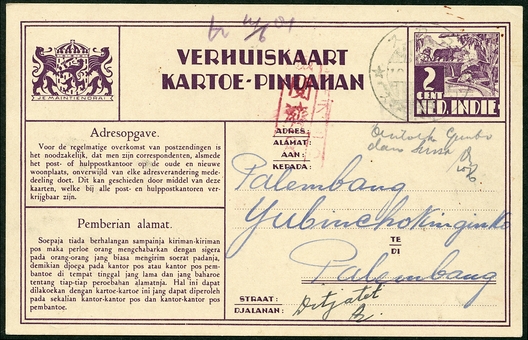 VERHUISKAART
KARTOE-PINDAHAN
2
CENT
NED. INDIE
JE MAINTIENDRAI
Adresopgave.
Voor de regelmatige overkomst van postzendingen is
het noodzakelijk, dat men zijn correspondenten, alsmede
het post- of hulppostkantoor op de oude en nieuwe
woonplaats, onverwijld van elke adresverandering mede-
deeling doet. Dit kan geschieden door middel van deze
kaarten, welke bij alle post- en hulppostkantoren ver-
krijgbaar zijn.
Pemberian alamat.
Soepaja tiada berhalangan sampainja kiriman-kiriman
pos maka perloe orang mengchabarkan dengan sigera
pada orang-orang jang biasa mengirim soerat padanja,
demikian djoega pada kantor pos atau kantor pos pem-
bantoe di tempat tinggal jang lama dan jang baharoe
tentang tiap-tiap peroebahan alamatnja. Hal ini dapat
dilakoekan dengan kartoe-kartoe ini jang dapat diperoleh
pada sekalian kantor-kantor pos dan kantor-kantor pos
pembantoe.
ADRES:
ALAMAT:
AAN:
KEPADA:
Palembang
Yubinchokinginko
TE
DI
Palembang
STRAAT:
DJALANAN:
Ditjatet